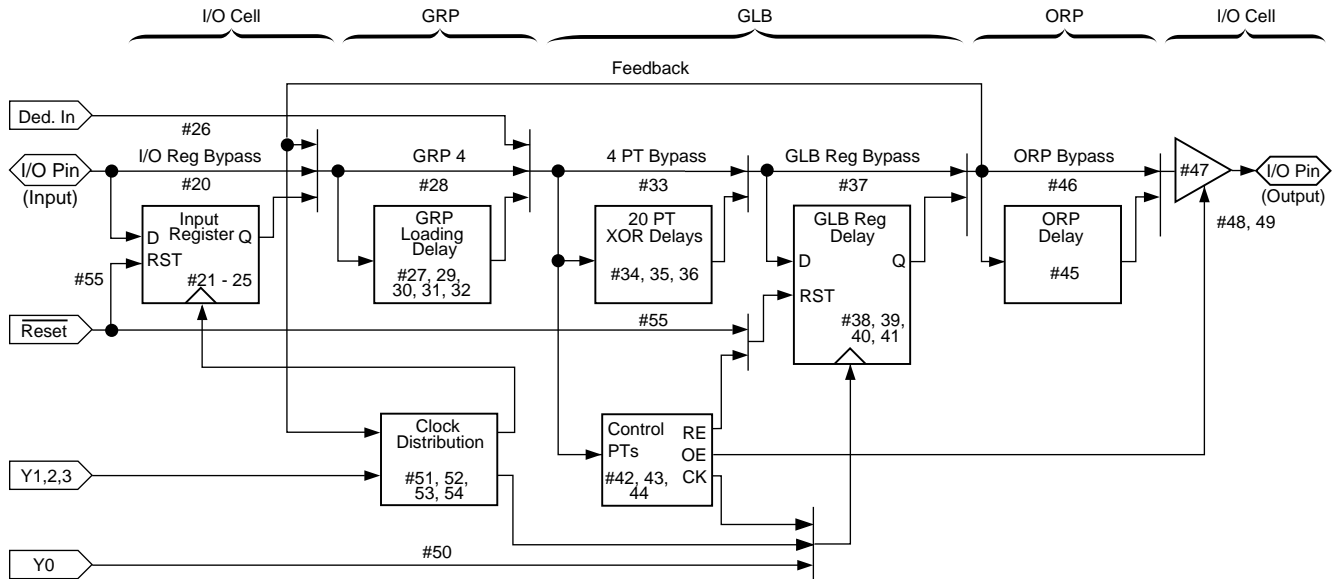 I/O Cell
GRP
GLB
ORP
I/O Cell
Feedback
Ded. In
#26
I/O Pin
(Input)
I/O Reg Bypass
#20
GRP 4
#28
4 PT Bypass
#33
GLB Reg Bypass
#37
ORP Bypass
#46
#47
I/O Pin
(Output)
#48, 49
Input
Register
D
Q
RST
#21 - 25
#55
GRP
Loading
Delay
#27, 29,
30, 31, 32
20 PT
XOR Delays
#34, 35, 36
GLB Reg
Delay
D
Q
RST
#38, 39,
40, 41
ORP
Delay
#45
Reset
#55
Clock
Distribution
#51, 52,
53, 54
Control
PTs
RE
OE
CK
#42, 43,
44
Y1,2,3
Y0
#50